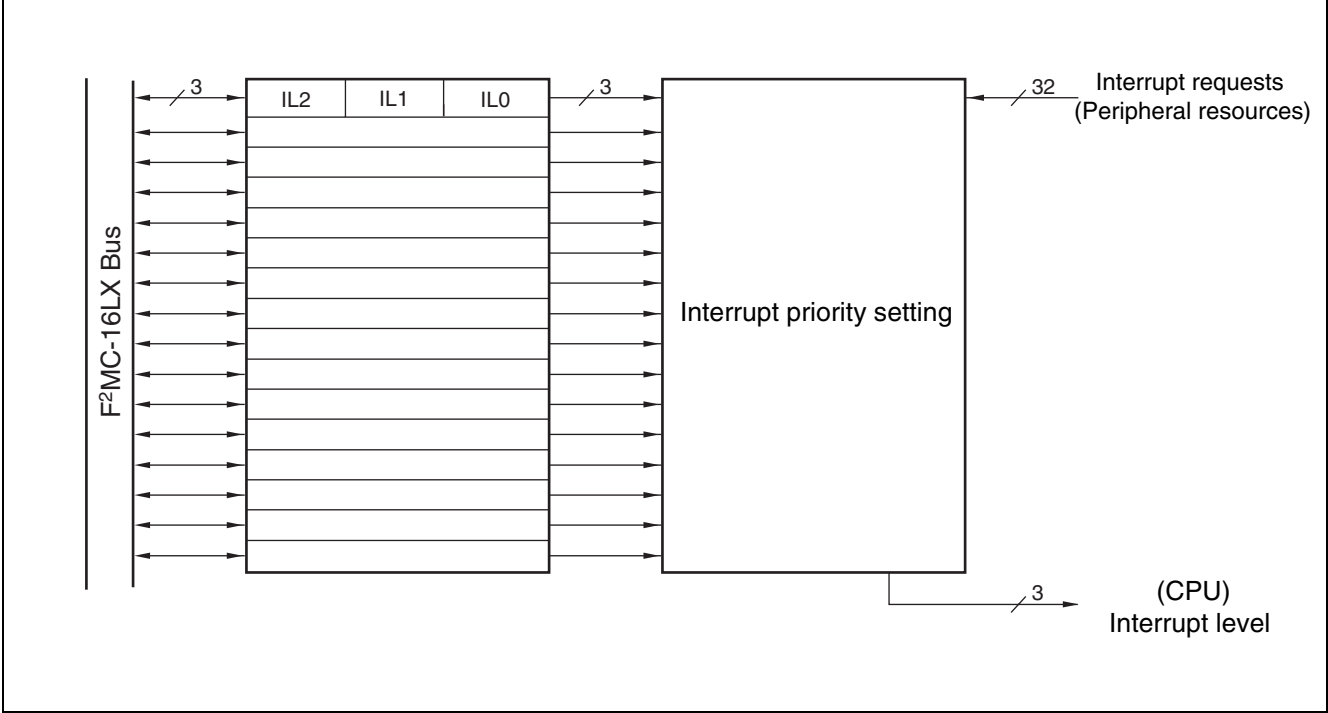 3
IL2
IL1
IL0
3
32
Interrupt requests
(Peripheral resources)
F²MC-16LX Bus
Interrupt priority setting
3
(CPU)
Interrupt level